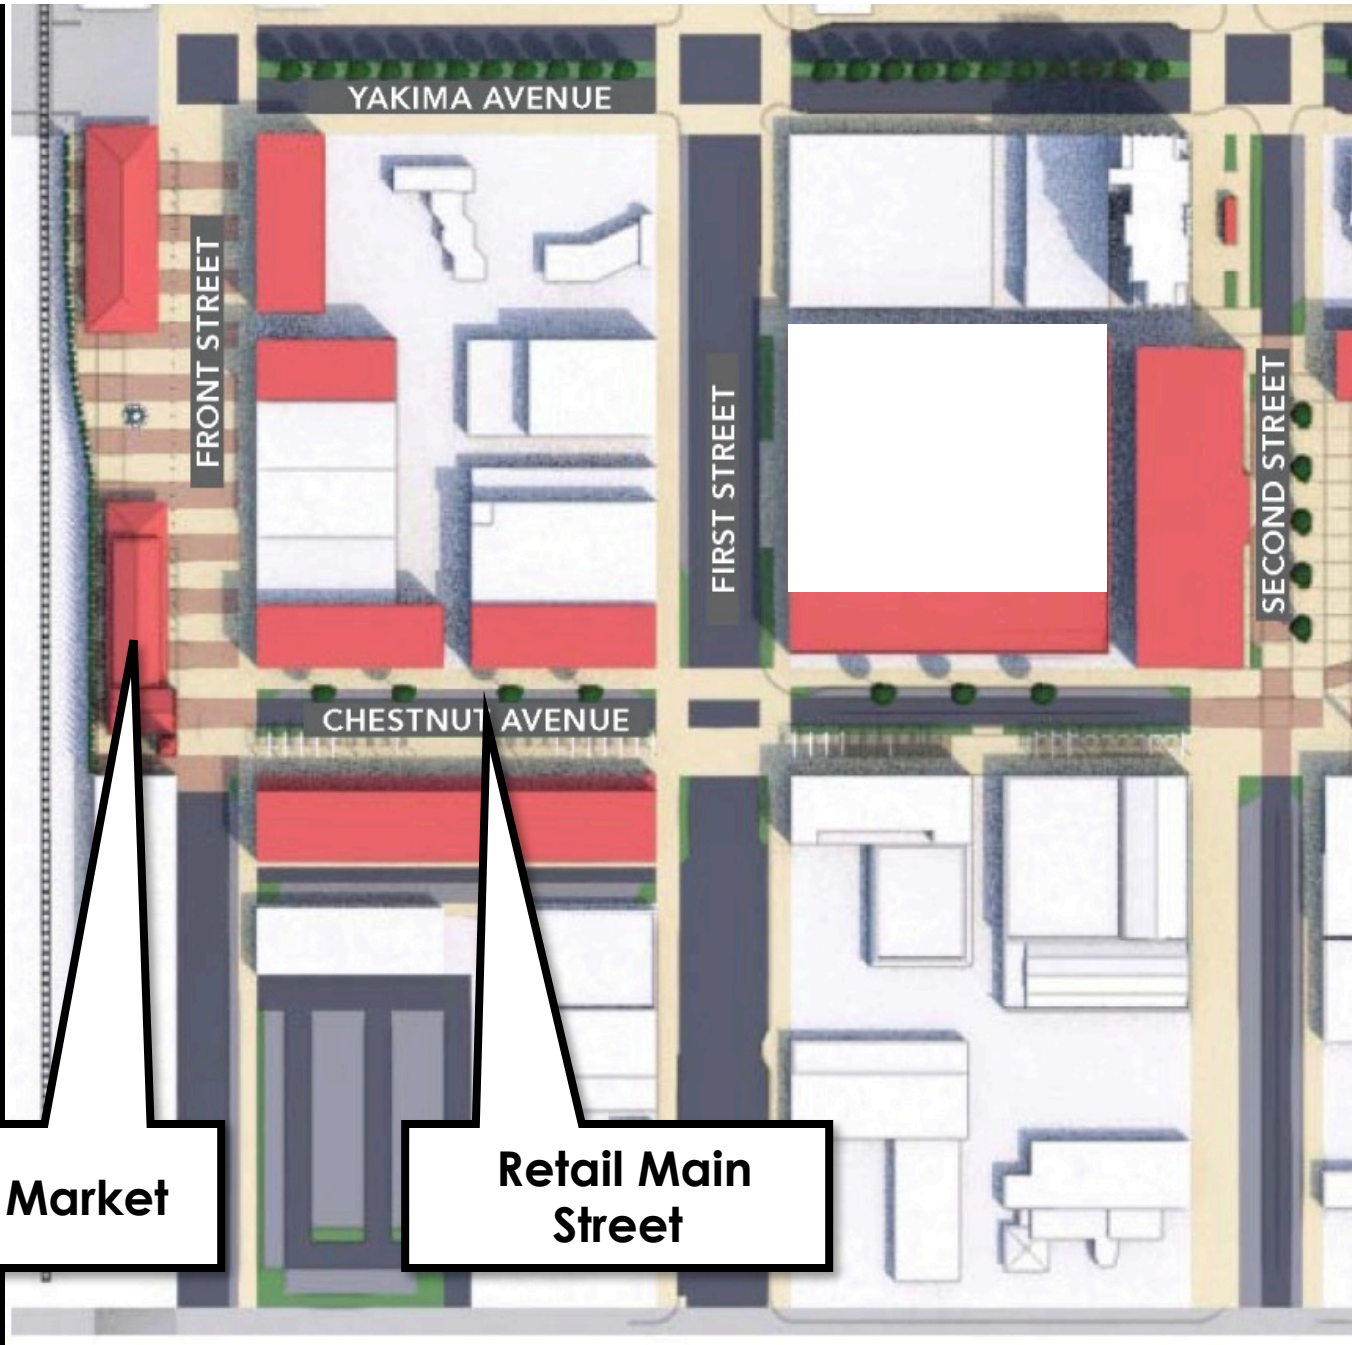 YAKIMA AVENUE
FRONT STREET
FIRST STREET
SECOND STREET
CHESTNUT AVENUE
Market
Retail Main
Street